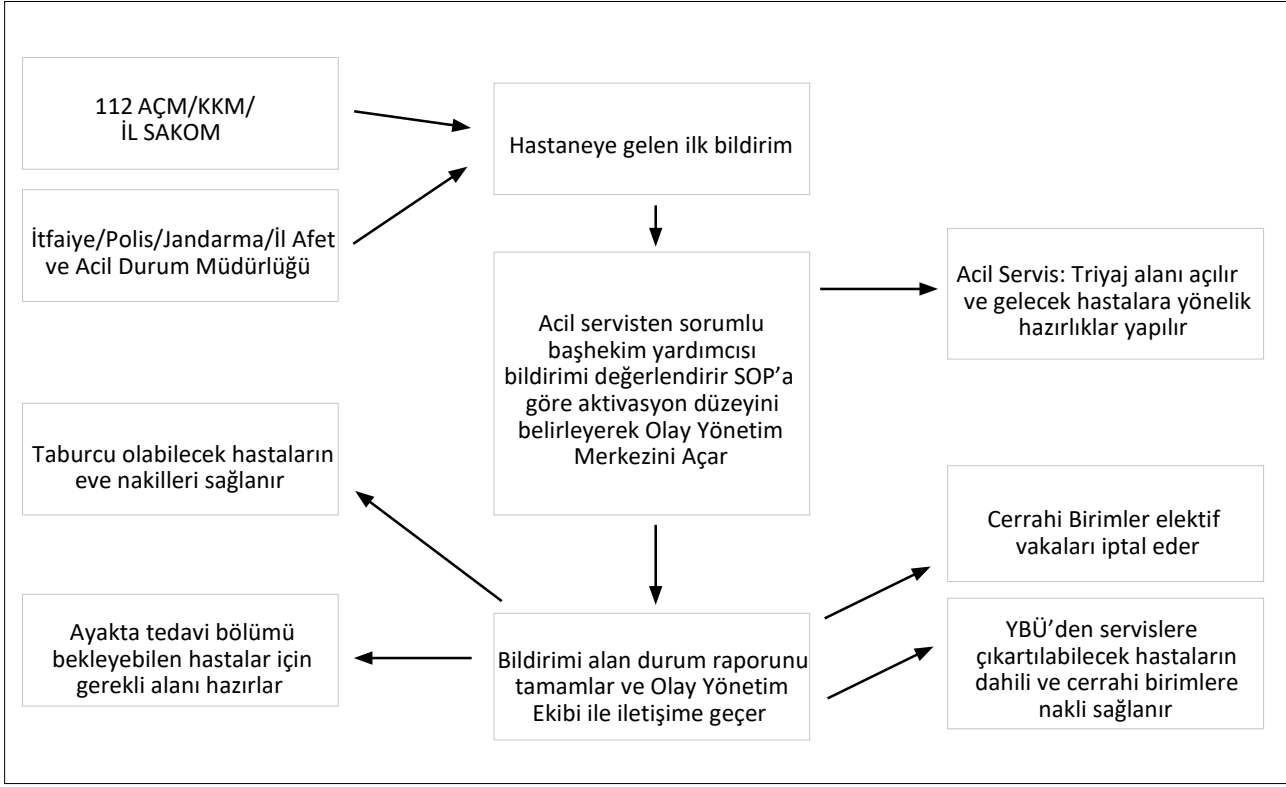 112 AÇM/KKM/
İL SAKOM
Hastaneye gelen ilk bildirim
İtfaiye/Polis/Jandarma/İl Afet
ve Acil Durum Müdürlüğü
Acil Servis: Triyaj alanı açılır
ve gelecek hastalara yönelik
hazırlıklar yapılır
Acil servisten sorumlu
başhekim yardımcısı
bildirimi değerlendirir SOP’a
göre aktivasyon düzeyini
belirleyerek Olay Yönetim
Merkezini Açar
Taburcu olabilecek hastaların
eve nakilleri sağlanır
Cerrahi Birimler elektif
vakaları iptal eder
Ayakta tedavi bölümü
bekleyebilen hastalar için
gerekli alanı hazırlar
Bildirimi alan durum raporunu
tamamlar ve Olay Yönetim
Ekibi ile iletişime geçer
YBÜ’den servislere
çıkartılabilecek hastaların
dahili ve cerrahi birimlere
nakli sağlanır